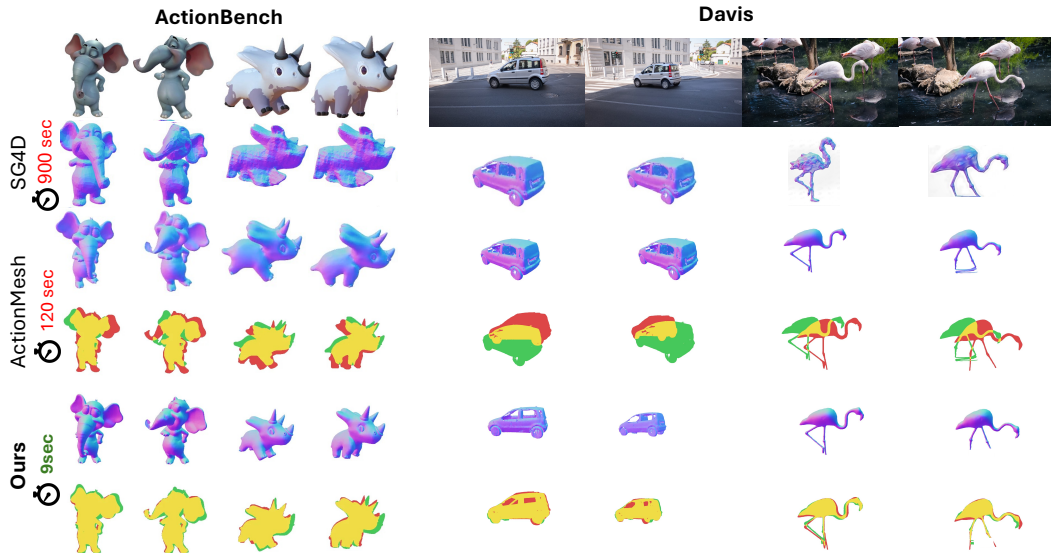 ActionBench
Davis
SG4D
900 sec
ActionMesh
120 sec
Ours
9sec